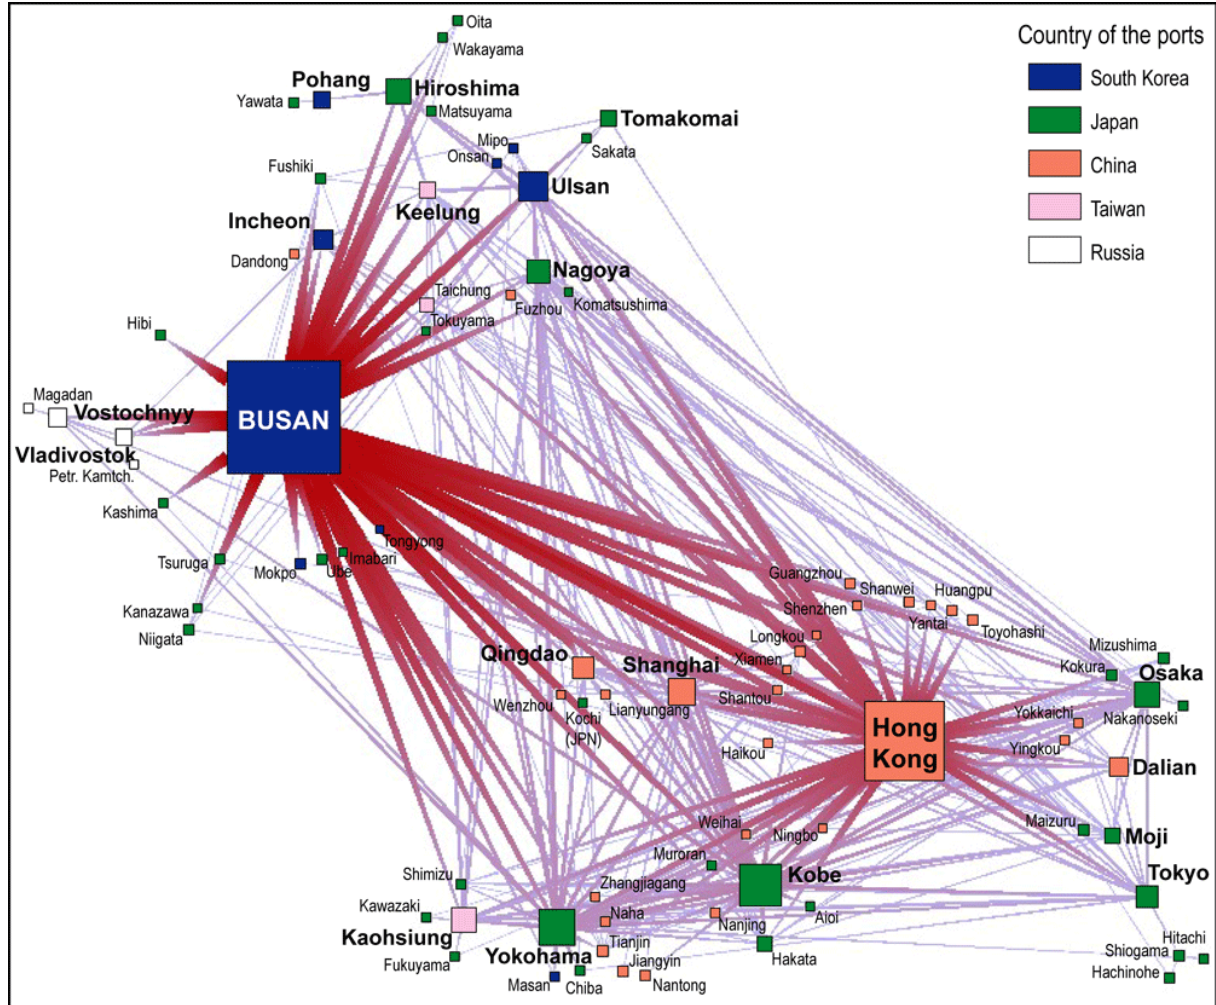 Country of the ports
South Korea
Japan
China
Taiwan
Russia
Oita
Wakayama
Pohang
Hiroshima
Yawata
Matsuyama
Tomakomai
Mipo
Onsan
Sakata
Fushiki
Ulsan
Keelung
Incheon
Dandong
Nagoya
Taichung
Fuzhou
Komatsushima
Tokuyama
Hibi
Magadan
Vostochnyy
BUSAN
Vladivostok
Petr. Kamtch.
Kashima
Tongyong
Tsuruga
Mokpo
Ube
Imabari
Kanazawa
Niigata
Guangzhou
Shanwei
Huangpu
Shenzhen
Yantai
Toyohashi
Longkou
Xiamen
Shantou
Mizushima
Kokura
Osaka
Nakanoseki
Qingdao
Shanghai
Wenzhou
Kochi
(JPN)
Lianyungang
Hong
Kong
Yokkaichi
Yingkou
Haikou
Dalian
Weihai
Ningbo
Maizuru
Moji
Muroran
Kobe
Tokyo
Shimizu
Zhangjiagang
Kawazaki
Naha
Nanjing
Aioi
Kaohsiung
Yokohama
Tianjin
Hakata
Hitachi
Shiogama
Hachinohe
Fukuyama
Jiangyin
Masan
Chiba
Nantong